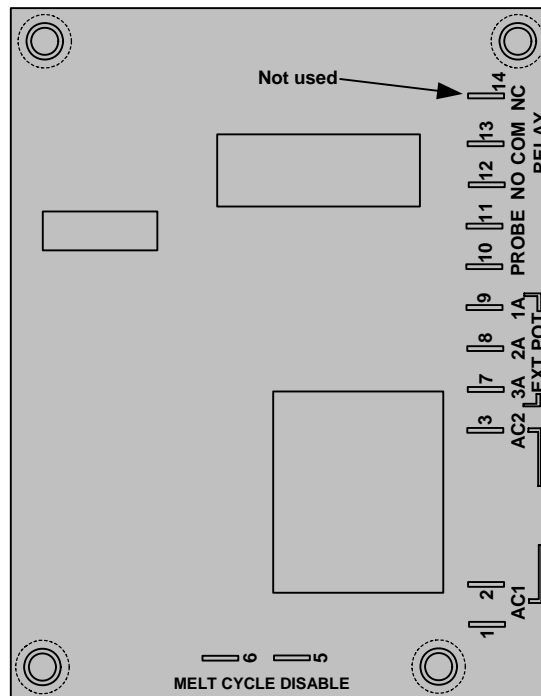 Not used
14 NC
13 COM
12 NO
RELAY
11
10
PROBE
9 1A
8 2A
7 3A
EXT POT
3 AC2
2
1
AC1
6
5
MELT CYCLE DISABLE